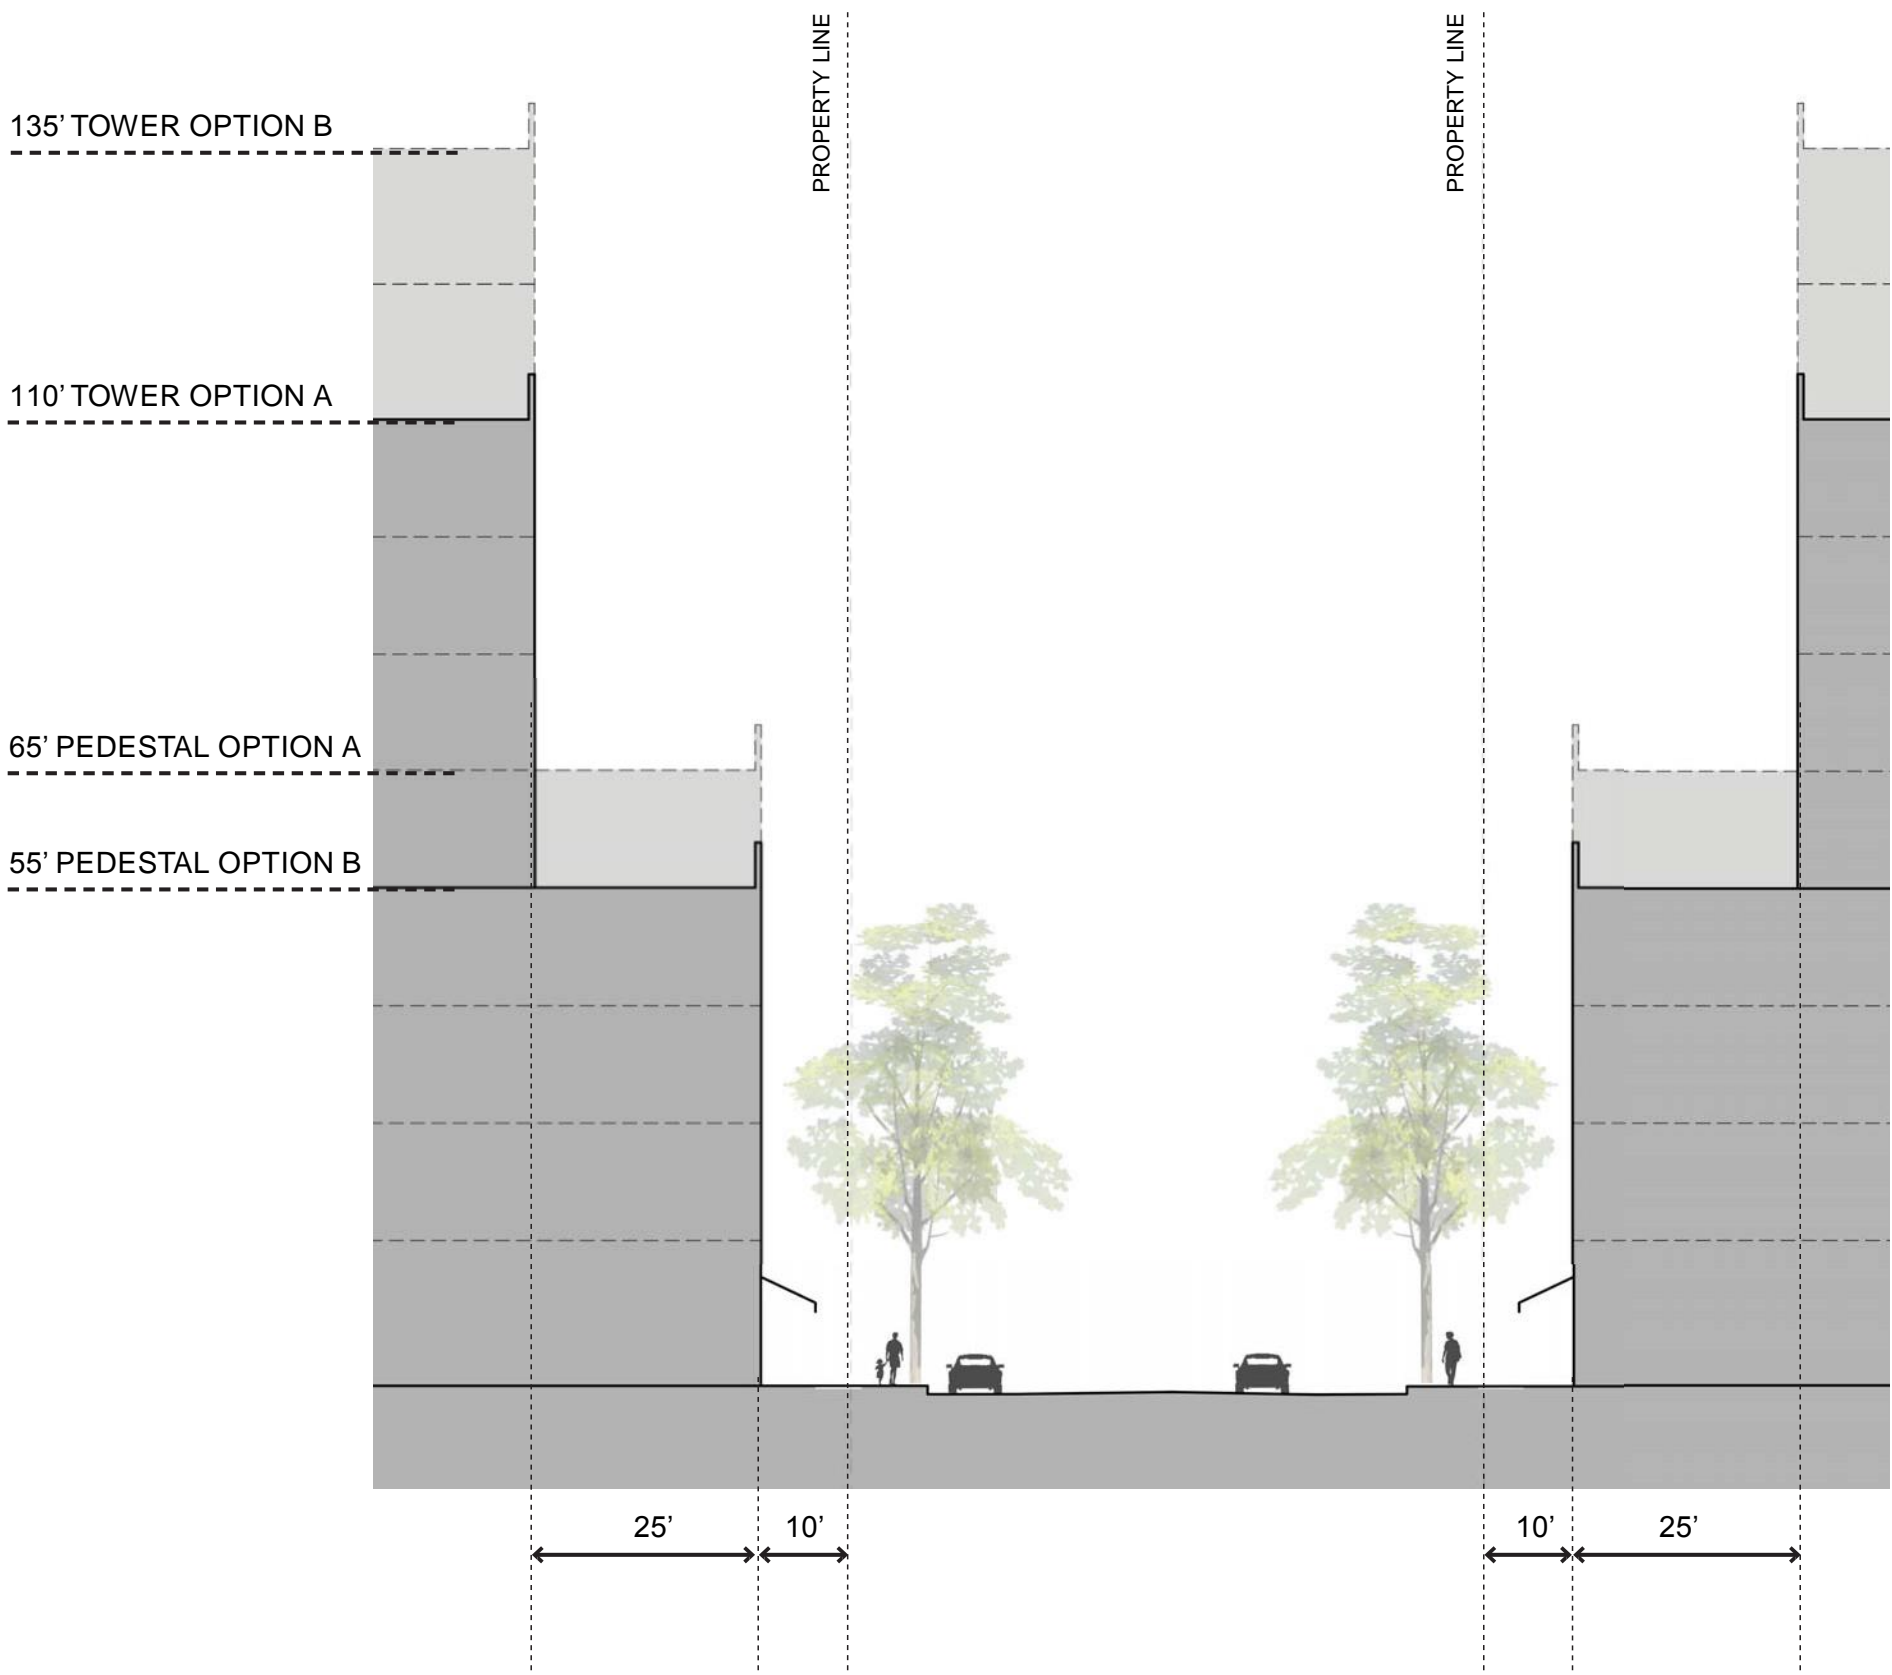 PROPERTY LINE
PROPERTY LINE
135’ TOWER OPTION B
110’ TOWER OPTION A
65’ PEDESTAL OPTION A
55’ PEDESTAL OPTION B
25’
10’
10’
25’